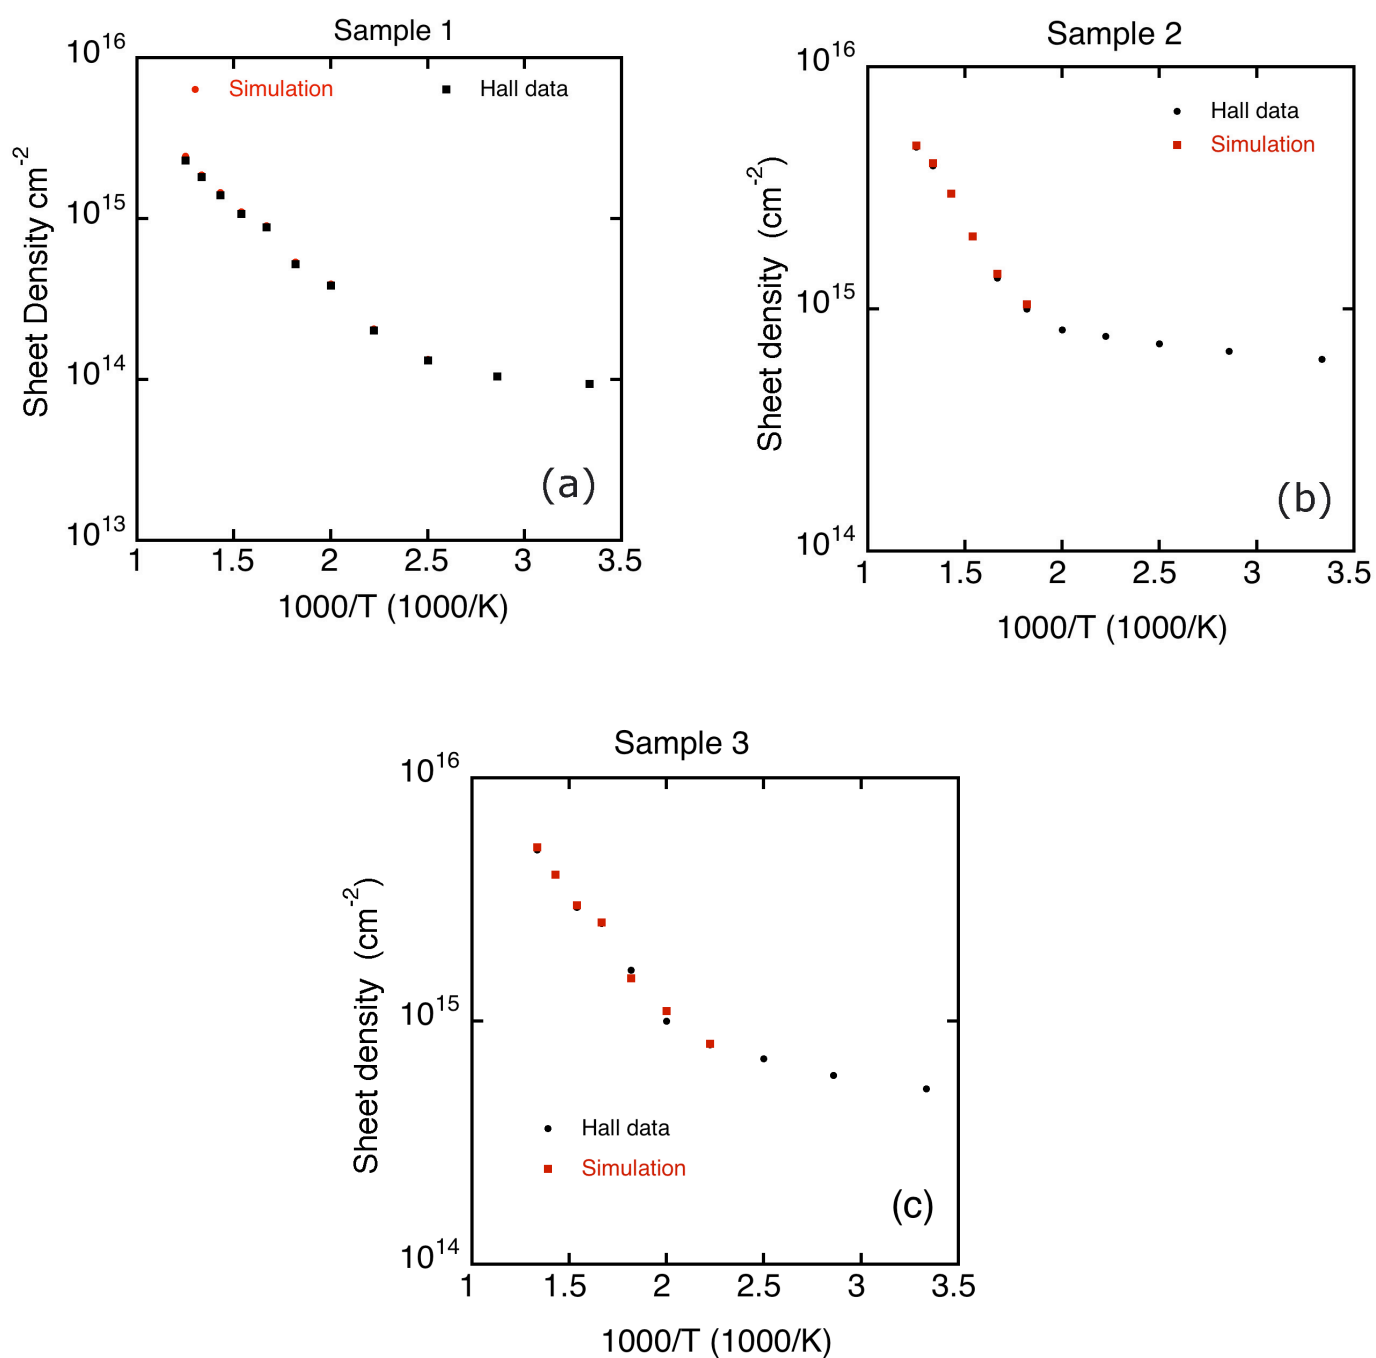 Sample 1
10^16
Simulation
Hall data
10^15
10^14
10^13
Sheet Density cm^-2
1 1.5 2 2.5 3 3.5
1000/T (1000/K)
(a)
Sample 2
10^16
Hall data
Simulation
10^15
10^14
Sheet density (cm^-2)
1 1.5 2 2.5 3 3.5
1000/T (1000/K)
(b)
Sample 3
10^16
10^15
10^14
Sheet density (cm^-2)
Hall data
Simulation
(c)
1 1.5 2 2.5 3 3.5
1000/T (1000/K)